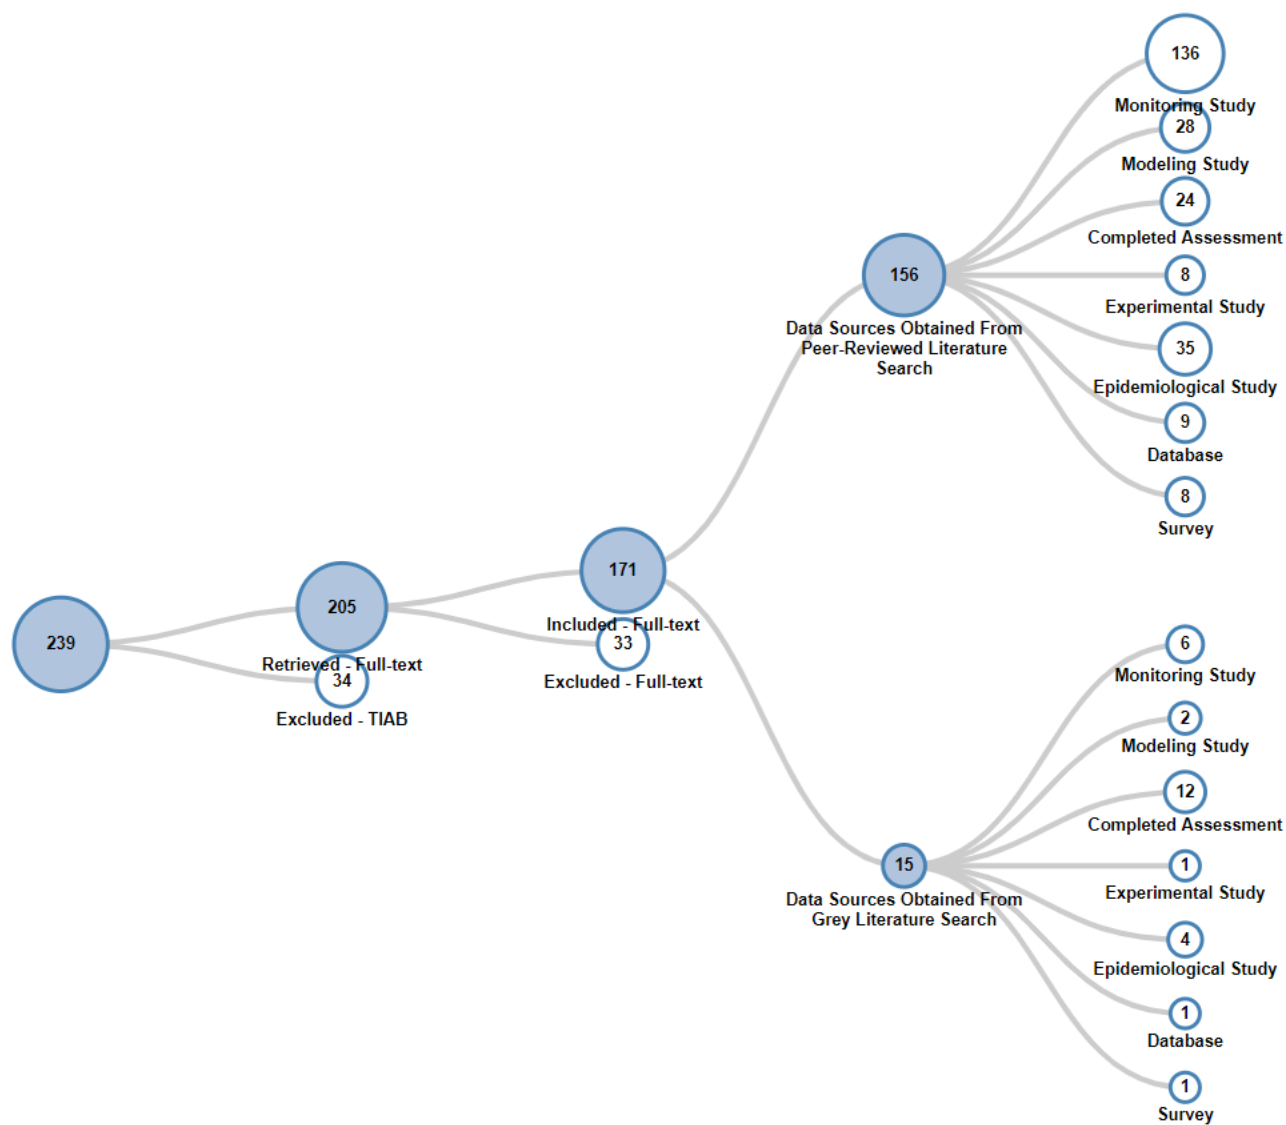 239
205
Retrieved - Full-text
34
Excluded - TIAB
171
Included - Full-text
33
Excluded - Full-text
156
Data Sources Obtained From
Peer-Reviewed Literature
Search
136
Monitoring Study
28
Modeling Study
24
Completed Assessment
8
Experimental Study
35
Epidemiological Study
9
Database
8
Survey
15
Data Sources Obtained From
Grey Literature Search
6
Monitoring Study
2
Modeling Study
12
Completed Assessment
1
Experimental Study
4
Epidemiological Study
1
Database
1
Survey